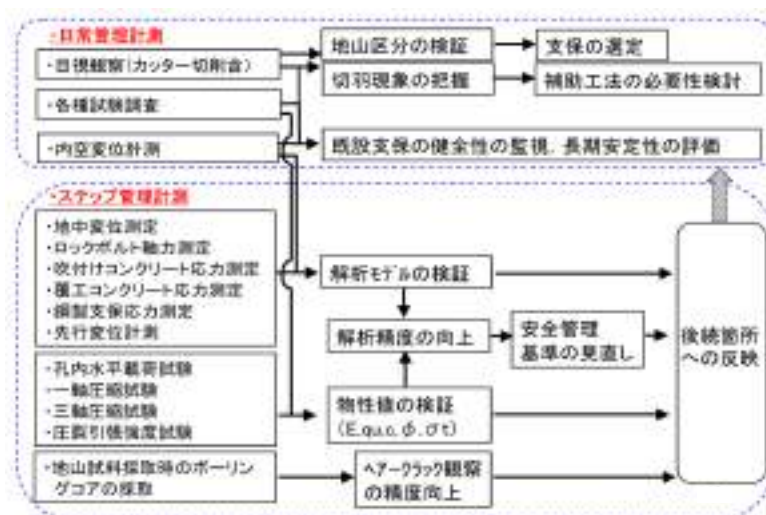 ・日常管理計測
・目視観察(カッター切削含)
・各種試験調査
・内空変位計測
地山区分の検証
支保の選定
切羽現象の把握
補助工法の必要性検討
既設支保の健全性の監視，長期安定性の評価
・ステップ管理計測
・地中変位測定
・ロックボルト軸力測定
・吹付けコンクリート応力測定
・覆工コンクリート応力測定
・鋼製支保応力測定
・先行変位計測
・孔内水平載荷試験
・一軸圧縮試験
・三軸圧縮試験
・圧裂引張強度試験
・地山試料採取時のボーリン
グコアの採取
解析ﾓﾃﾞﾙの検証
解析精度の向上
安全管理
基準の見直し
物性値の検証
(E,qu,c,φ,σt)
ﾍｱｰｸﾗｯｸ観察
の精度向上
後続箇所
への反映